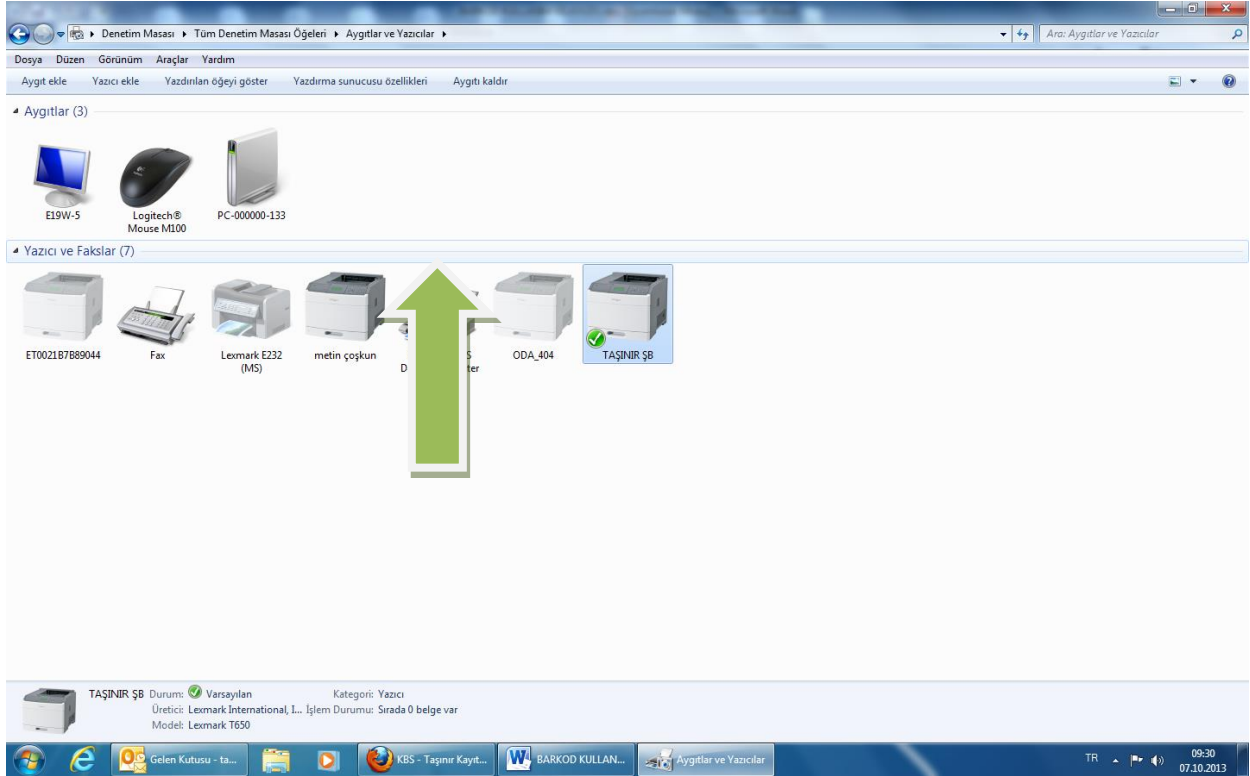 Denetim Masası ▸ Tüm Denetim Masası Öğeleri ▸ Aygıtlar ve Yazıcılar ▸
Ara: Aygıtlar ve Yazıcılar
Dosya Düzen Görünüm Araçlar Yardım
Aygıt ekle Yazıcı ekle Yazdırılan öğeyi göster Yazdırma sunucusu özellikleri Aygıtı kaldır
Aygıtlar (3)
E19W-5
Logitech®
Mouse M100
PC-000000-133
Yazıcı ve Fakslar (7)
ET0021B7B89044
Fax
Lexmark E232
(MS)
metin çoşkun
ODA_404
TAŞINIR ŞB
TAŞINIR ŞB Durum: Varsayılan Kategori: Yazıcı
Üretici: Lexmark International, I... İşlem Durumu: Sırada 0 belge var
Model: Lexmark T650
Gelen Kutusu - ta...
KBS - Taşınır Kayıt...
BARKOD KULLAN...
Aygıtlar ve Yazıcılar
TR
09:30
07.10.2013